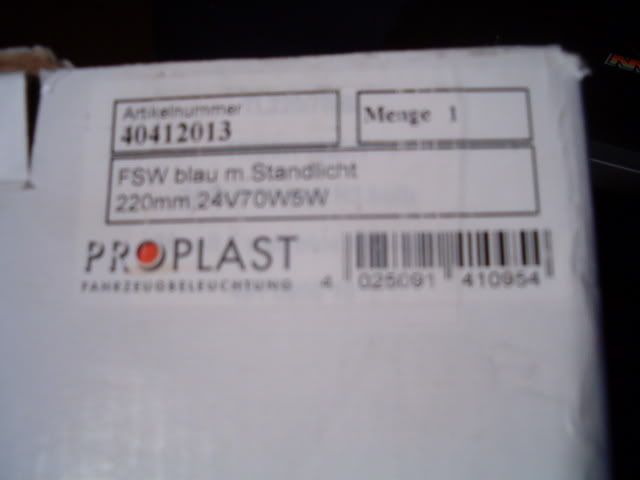 Artikelnummer
40412013
Menge 1
FSW blau m.Standlicht
220mm,24V70W5W
PROPLAST
FAHRZEUGBELEUCHTUNG
4 025091 410954